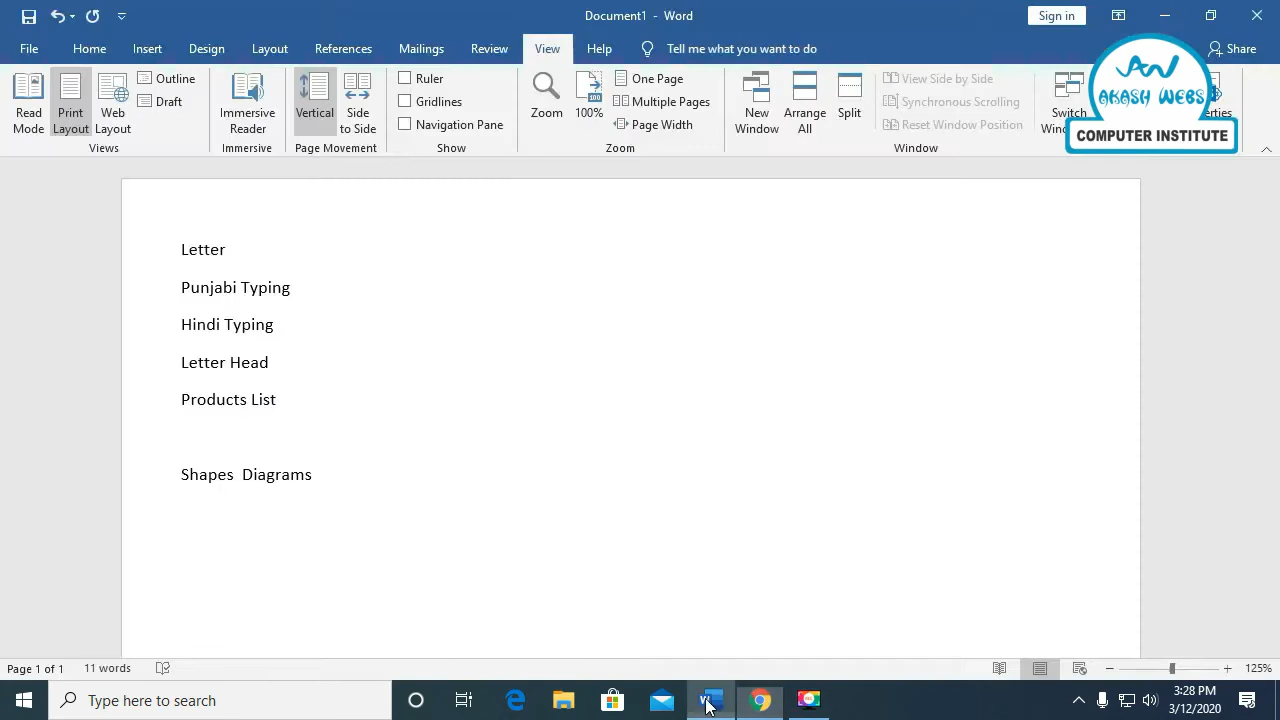 Document1 - Word
Sign in
File Home Insert Design Layout References Mailings Review View Help Tell me what you want to do Share
Read Mode
Print Layout
Web Layout
Outline
Draft
Views
Immersive Reader
Immersive
Vertical
Side to Side
Page Movement
Ruler
Gridlines
Navigation Pane
Show
Zoom
100
100%
One Page
Multiple Pages
Page Width
Zoom
New Window
Arrange All
Split
View Side by Side
Synchronous Scrolling
Reset Window Position
Switch
Window
AW
AKASH WEBS
COMPUTER INSTITUTE
Letter
Punjabi Typing
Hindi Typing
Letter Head
Products List
Shapes  Diagrams
Page 1 of 1 11 words 125%
Type here to search
3:28 PM
3/12/2020